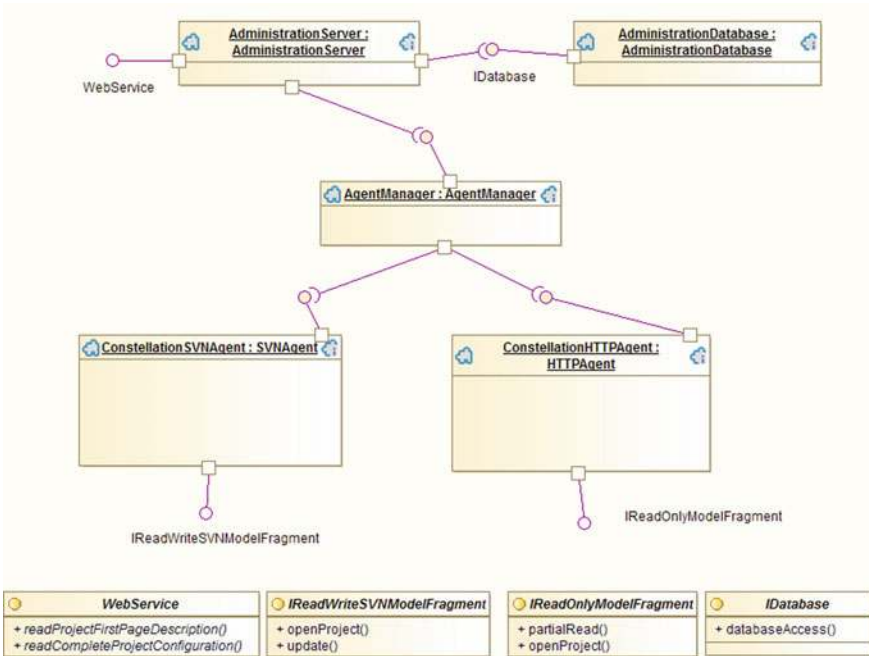 AdministrationServer :
AdministrationServer
AdministrationDatabase :
AdministrationDatabase
WebService
IDatabase
AgentManager : AgentManager
ConstellationSVNAgent : SVNAgent
ConstellationHTTPAgent :
HTTPAgent
IReadWriteSVNModelFragment
IReadOnlyModelFragment
WebService
+ readProjectFirstPageDescription()
+ readCompleteProjectConfiguration()
IReadWriteSVNModelFragment
+ openProject()
+ update()
IReadOnlyModelFragment
+ partialRead()
+ openProject()
IDatabase
+ databaseAccess()